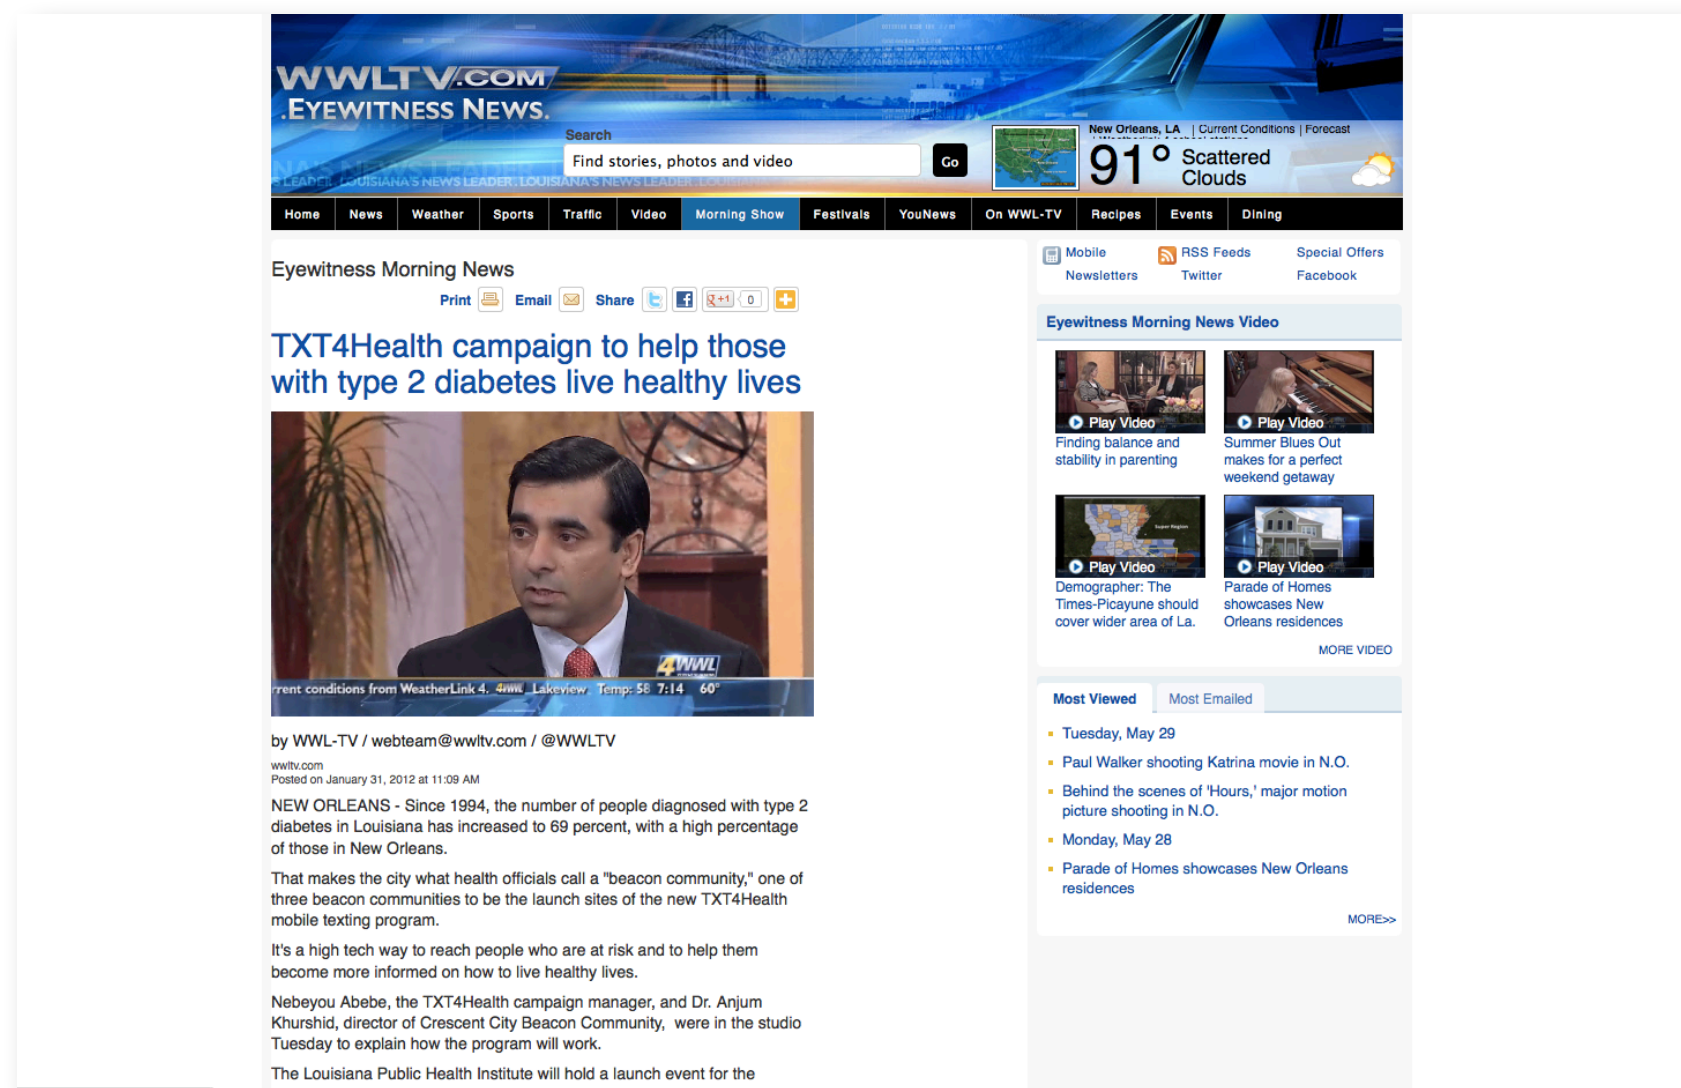 WWLTV.COM
.EYEWITNESS NEWS.
Search
Find stories, photos and video
Go
New Orleans, LA | Current Conditions | Forecast
91° Scattered
Clouds
S LEADER. LOUISIANA'S NEWS LEADER. LOUISIANA'S NEWS LEADER.
Home News Weather Sports Traffic Video Morning Show Festivals YouNews On WWL-TV Recipes Events Dining
Eyewitness Morning News
Print Email Share +1 0
TXT4Health campaign to help those
with type 2 diabetes live healthy lives
4WWL
rrent conditions from WeatherLink 4. 4WWL Lakeview Temp: 58 7:14 60°
by WWL-TV / webteam@wwltv.com / @WWLTV
wwltv.com
Posted on January 31, 2012 at 11:09 AM
NEW ORLEANS - Since 1994, the number of people diagnosed with type 2
diabetes in Louisiana has increased to 69 percent, with a high percentage
of those in New Orleans.
That makes the city what health officials call a "beacon community," one of
three beacon communities to be the launch sites of the new TXT4Health
mobile texting program.
It's a high tech way to reach people who are at risk and to help them
become more informed on how to live healthy lives.
Nebeyou Abebe, the TXT4Health campaign manager, and Dr. Anjum
Khurshid, director of Crescent City Beacon Community, were in the studio
Tuesday to explain how the program will work.
The Louisiana Public Health Institute will hold a launch event for the
Mobile RSS Feeds Special Offers
Newsletters Twitter Facebook
Eyewitness Morning News Video
Play Video
Finding balance and
stability in parenting
Play Video
Summer Blues Out
makes for a perfect
weekend getaway
Super Region
Play Video
Demographer: The
Times-Picayune should
cover wider area of La.
Play Video
Parade of Homes
showcases New
Orleans residences
MORE VIDEO
Most Viewed Most Emailed
Tuesday, May 29
Paul Walker shooting Katrina movie in N.O.
Behind the scenes of 'Hours,' major motion
picture shooting in N.O.
Monday, May 28
Parade of Homes showcases New Orleans
residences
MORE>>